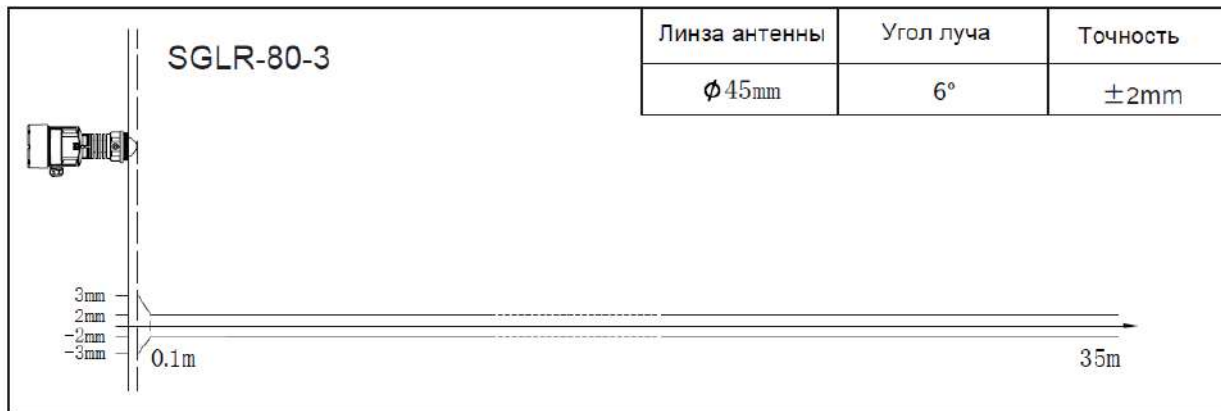 SGLR-80-3
Линза антенны Угол луча Точность
ϕ45mm 6° ±2mm
3mm
2mm
-2mm
-3mm
0.1m 35m